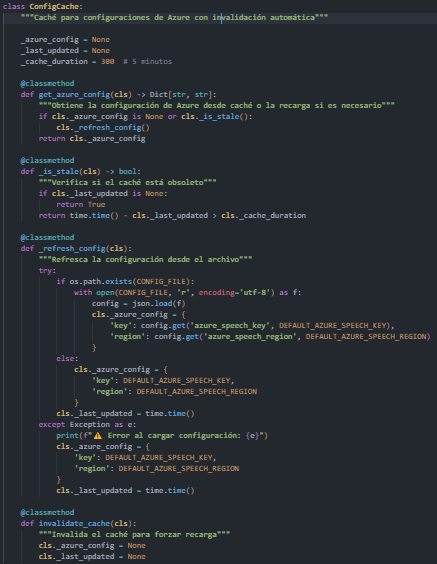 class ConfigCache:
    """Caché para configuraciones de Azure con invalidación automática"""

    _azure_config = None
    _last_updated = None
    _cache_duration = 300  # 5 minutos

    @classmethod
    def get_azure_config(cls) -> Dict[str, str]:
        """Obtiene la configuración de Azure desde caché o la recarga si es necesario"""
        if cls._azure_config is None or cls._is_stale():
            cls._refresh_config()
        return cls._azure_config

    @classmethod
    def _is_stale(cls) -> bool:
        """Verifica si el caché está obsoleto"""
        if cls._last_updated is None:
            return True
        return time.time() - cls._last_updated > cls._cache_duration

    @classmethod
    def _refresh_config(cls):
        """Refresca la configuración desde el archivo"""
        try:
            if os.path.exists(CONFIG_FILE):
                with open(CONFIG_FILE, 'r', encoding='utf-8') as f:
                    config = json.load(f)
                    cls._azure_config = {
                        'key': config.get('azure_speech_key', DEFAULT_AZURE_SPEECH_KEY),
                        'region': config.get('azure_speech_region', DEFAULT_AZURE_SPEECH_REGION)
                    }
            else:
                cls._azure_config = {
                    'key': DEFAULT_AZURE_SPEECH_KEY,
                    'region': DEFAULT_AZURE_SPEECH_REGION
                }
            cls._last_updated = time.time()
        except Exception as e:
            print(f"⚠️ Error al cargar configuración: {e}")
            cls._azure_config = {
                'key': DEFAULT_AZURE_SPEECH_KEY,
                'region': DEFAULT_AZURE_SPEECH_REGION
            }
            cls._last_updated = time.time()

    @classmethod
    def invalidate_cache(cls):
        """Invalida el caché para forzar recarga"""
        cls._azure_config = None
        cls._last_updated = None